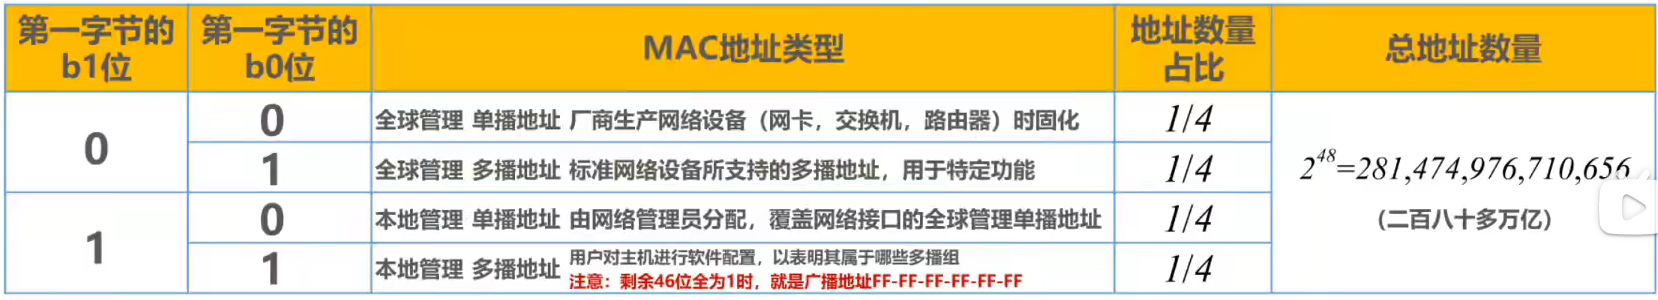 第一字节的
b1位
第一字节的
b0位
MAC地址类型
地址数量
占比
总地址数量
0
0
全球管理 单播地址 厂商生产网络设备（网卡，交换机，路由器）时固化
1/4
1
全球管理 多播地址 标准网络设备所支持的多播地址，用于特定功能
1/4
1
0
本地管理 单播地址 由网络管理员分配，覆盖网络接口的全球管理单播地址
1/4
1
本地管理 多播地址
用户对主机进行软件配置，以表明其属于哪些多播组
注意：剩余46位全为1时，就是广播地址FF-FF-FF-FF-FF-FF
1/4
2^48=281,474,976,710,656
（二百八十多万亿）